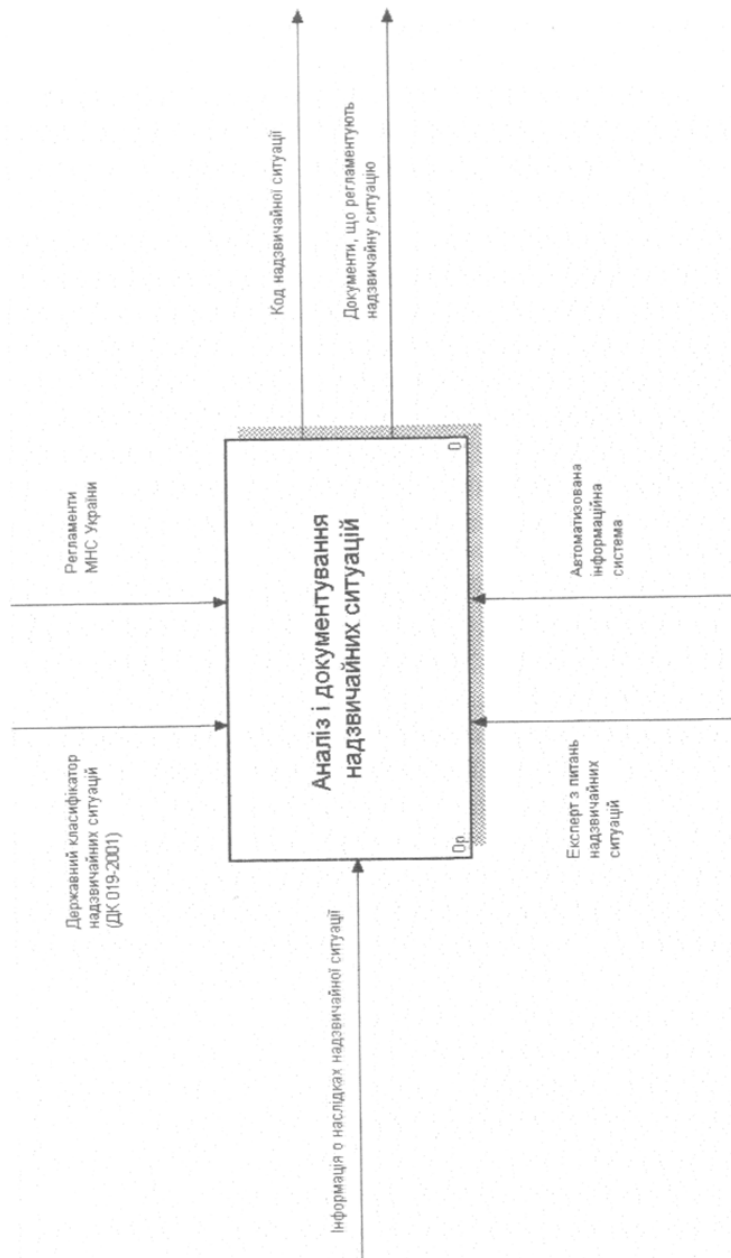 Державний класифікатор
надзвичайних ситуацій
(ДК 019-2001)
Регламенти
МНС України
Інформація о наслідках надзвичайної ситуації
Аналіз і документування
надзвичайних ситуацій
0р.
0
Код надзвичайної ситуації
Документи, що регламентують
надзвичайну ситуацію
Експерт з питань
надзвичайних
ситуацій
Автоматизована
інформаційна
система